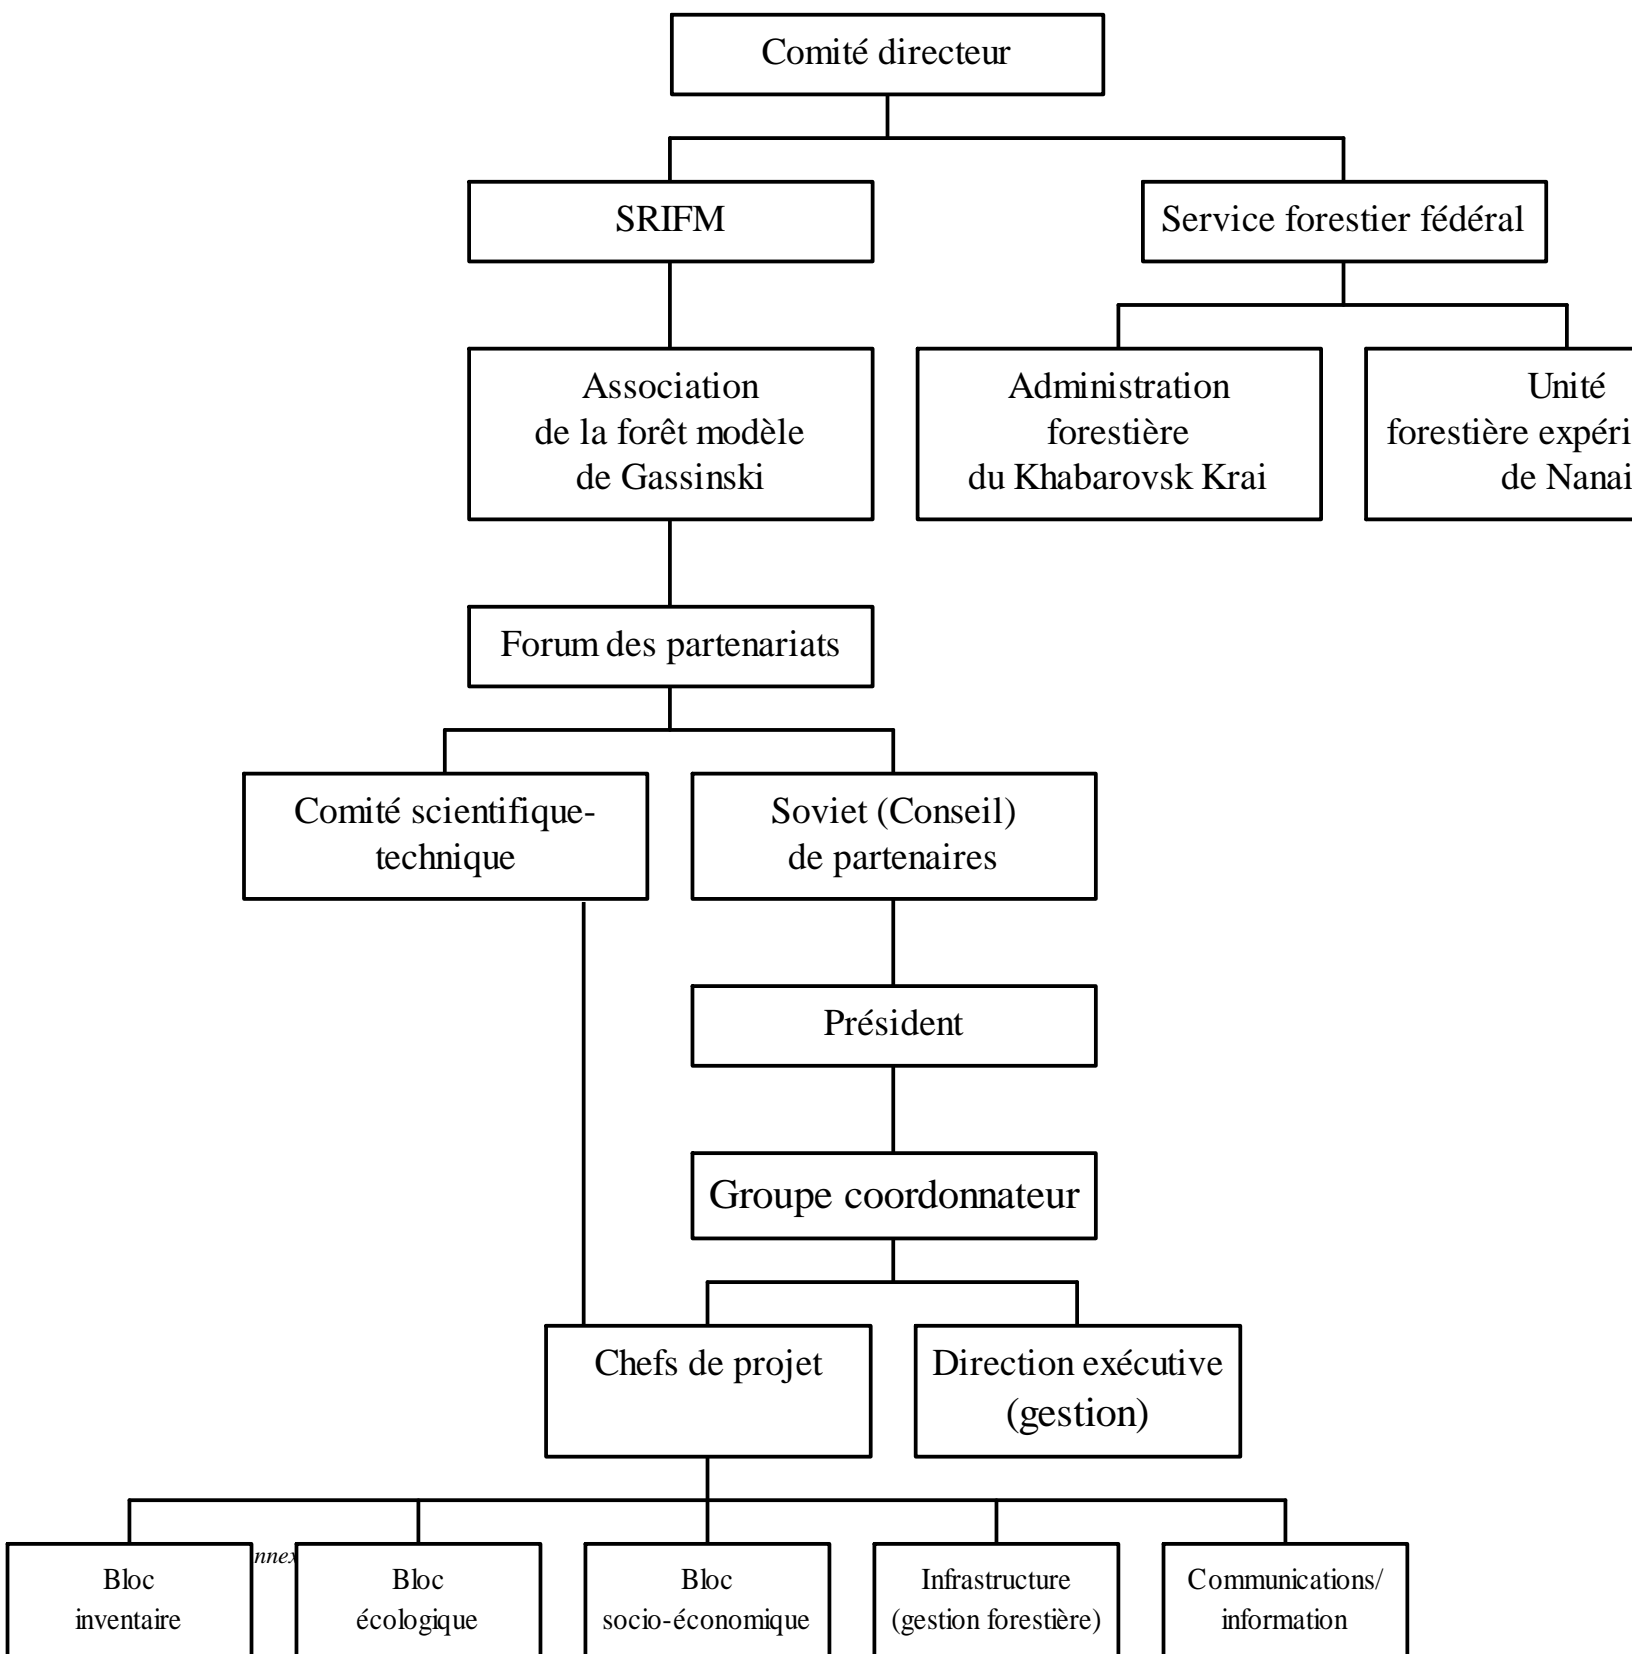 Comité directeur
SRIFM
Service forestier fédéral
Association
de la forêt modèle
de Gassinski
Administration
forestière
du Khabarovsk Krai
Unité
forestière
de
Forum des partenariats
Comité scientifique-
technique
Soviet (Conseil)
de partenaires
Président
Groupe coordonnateur
Chefs de projet
Direction exécutive
(gestion)
Bloc
inventaire
Bloc
écologique
Bloc
socio-économique
Infrastructure
(gestion forestière)
Communications/
information